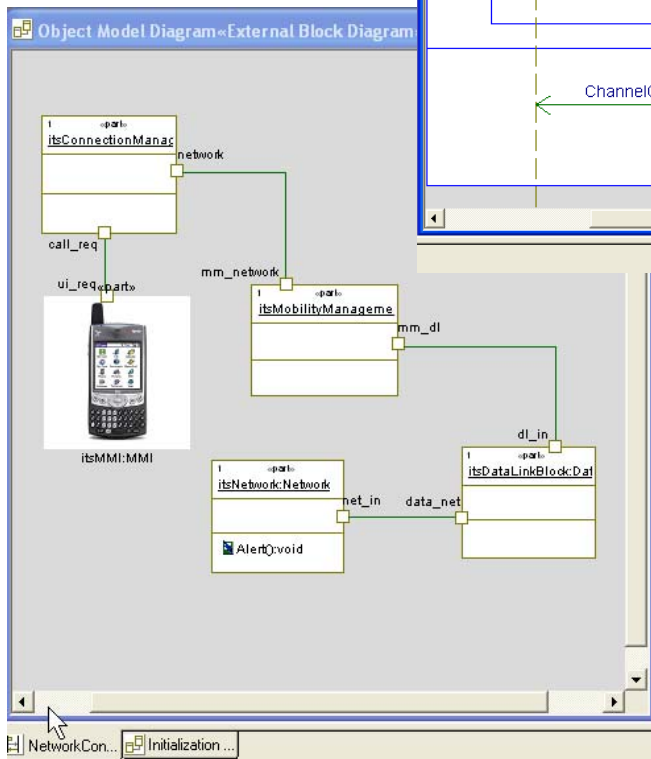 Object Model Diagram«External Block Diagram
ChannelC
1 «part»
itsConnectionManag
network
call_req
ui_req «part»
itsMMI:MMI
mm_network
1 «part»
itsMobilityManageme
mm_dl
dl_in
1 «part»
itsDataLinkBlock:Dat
1 «part»
itsNetwork:Network
net_in
data_net
Alert():void
NetworkCon...
Initialization ...